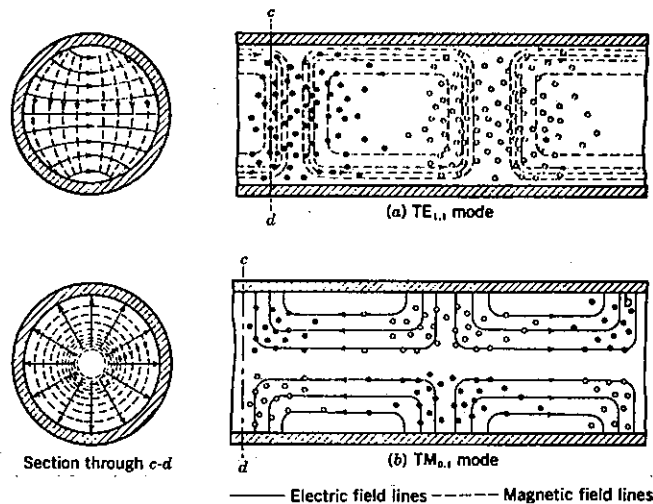 c
d
(a) TE₁,₁ mode
c
b
d
Section through c-d
(b) TM₀,₁ mode
Electric field lines
Magnetic field lines